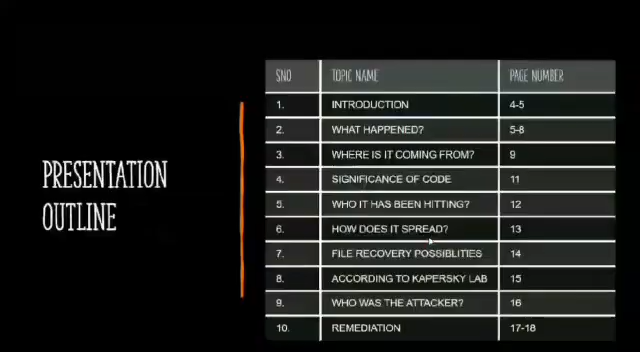 PRESENTATION
OUTLINE
SNO TOPIC NAME PAGE NUMBER
1. INTRODUCTION 4-5
2. WHAT HAPPENED? 5-8
3. WHERE IS IT COMING FROM? 9
4. SIGNIFICANCE OF CODE 11
5. WHO IT HAS BEEN HITTING? 12
6. HOW DOES IT SPREAD? 13
7. FILE RECOVERY POSSIBLITIES 14
8. ACCORDING TO KAPERSKY LAB 15
9. WHO WAS THE ATTACKER? 16
10. REMEDIATION 17-18